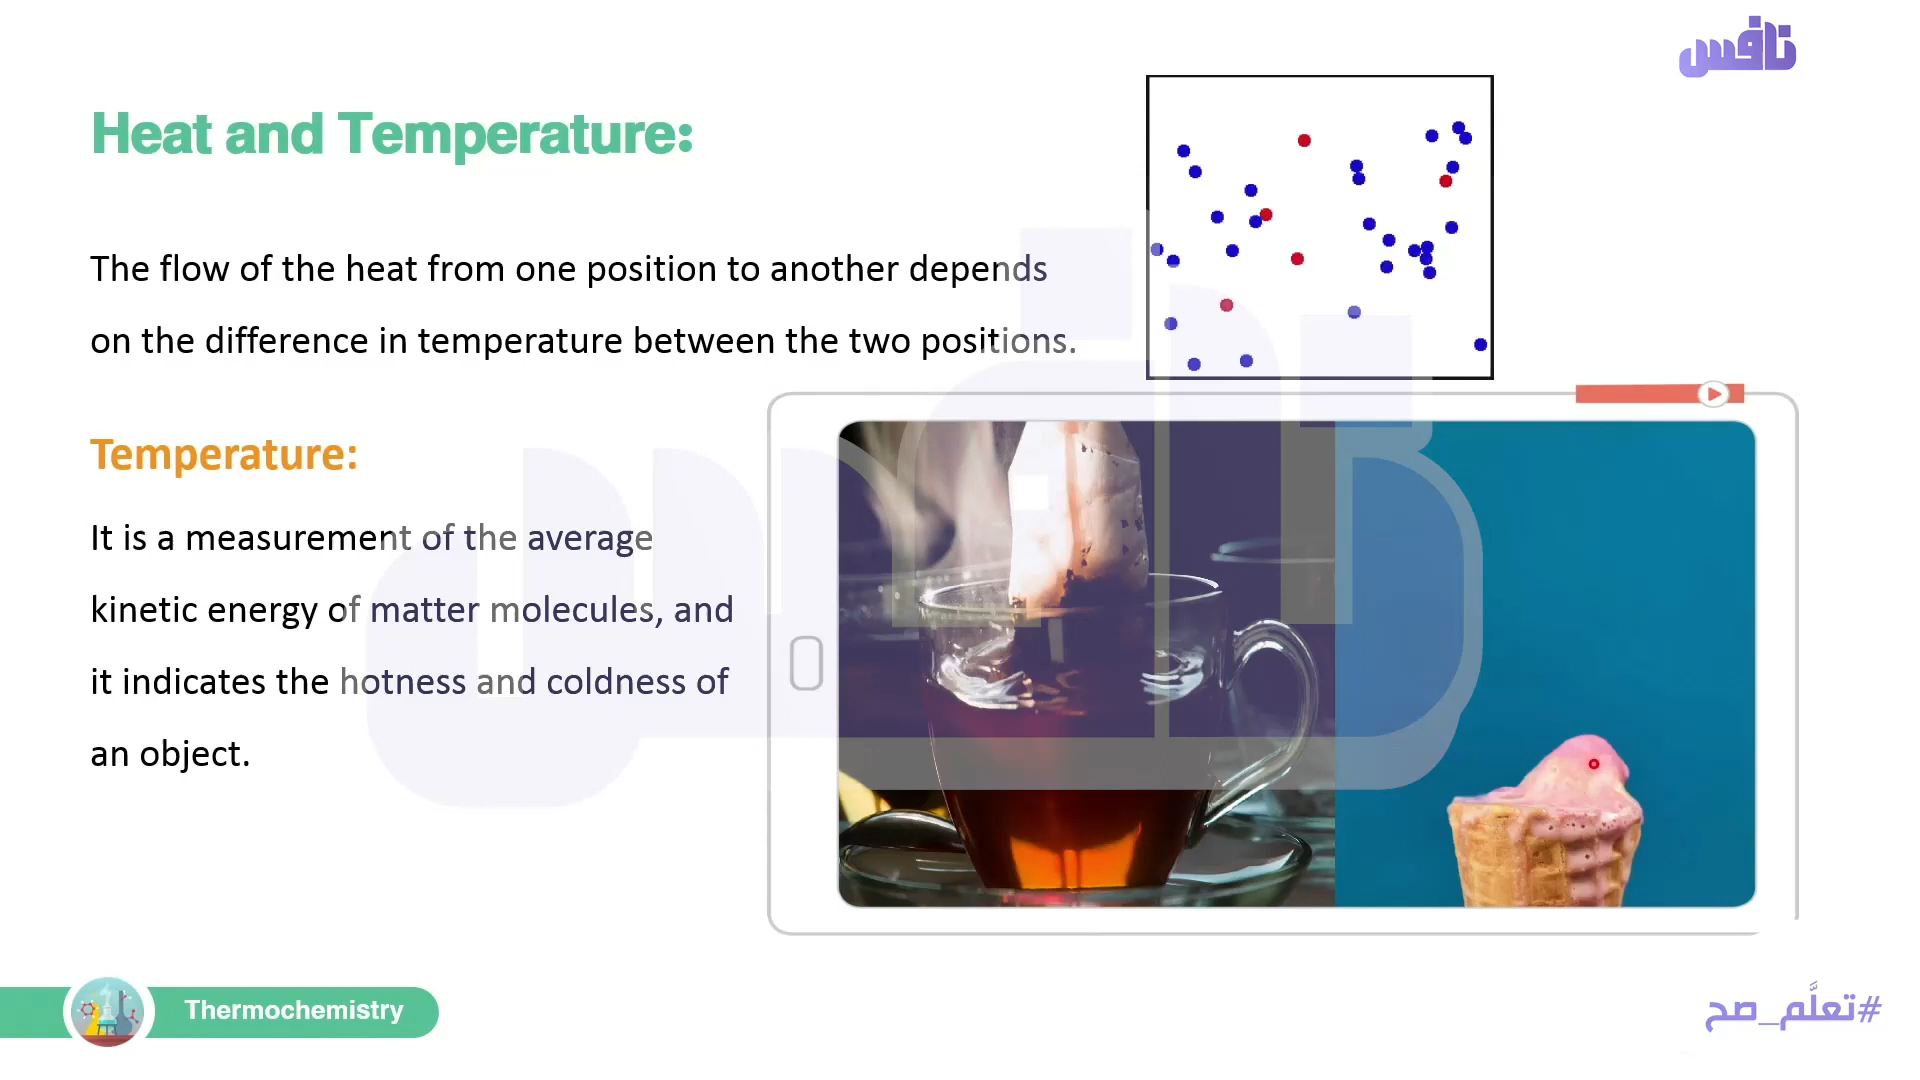 نافس
Heat and Temperature:
The flow of the heat from one position to another depends
on the difference in temperature between the two positions.
Temperature:
It is a measurement of the average
kinetic energy of matter molecules, and
it indicates the hotness and coldness of
an object.
Thermochemistry
#تعلَّم_صح